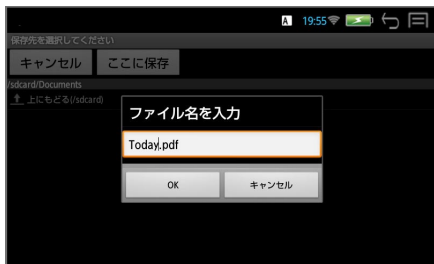 A 19:55
保存先を選択してください
キャンセル ここに保存
/sdcard/Documents
上にもどる(/sdcard)
ファイル名を入力
Today.pdf
OK キャンセル